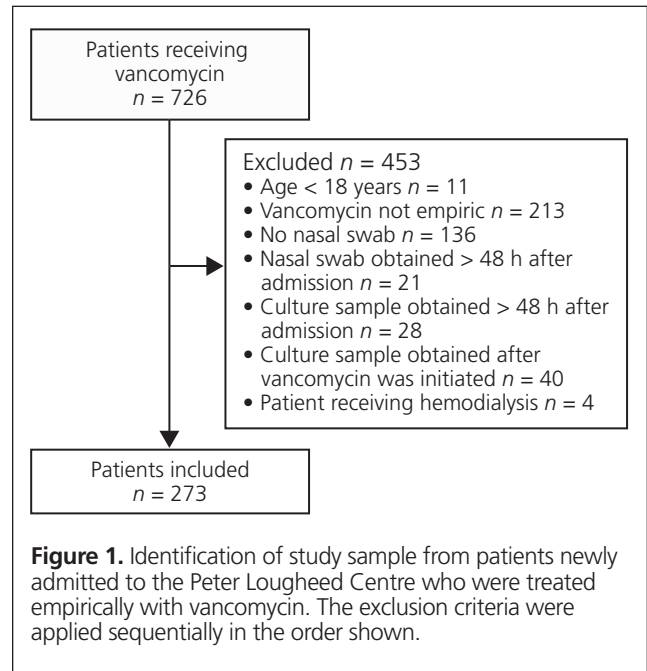 Patients receiving
vancomycin
n = 726
Excluded n = 453
• Age < 18 years n = 11
• Vancomycin not empiric n = 213
• No nasal swab n = 136
• Nasal swab obtained > 48 h after
admission n = 21
• Culture sample obtained > 48 h after
admission n = 28
• Culture sample obtained after
vancomycin was initiated n = 40
• Patient receiving hemodialysis n = 4
Patients included
n = 273
Figure 1. Identification of study sample from patients newly
admitted to the Peter Lougheed Centre who were treated
empirically with vancomycin. The exclusion criteria were
applied sequentially in the order shown.